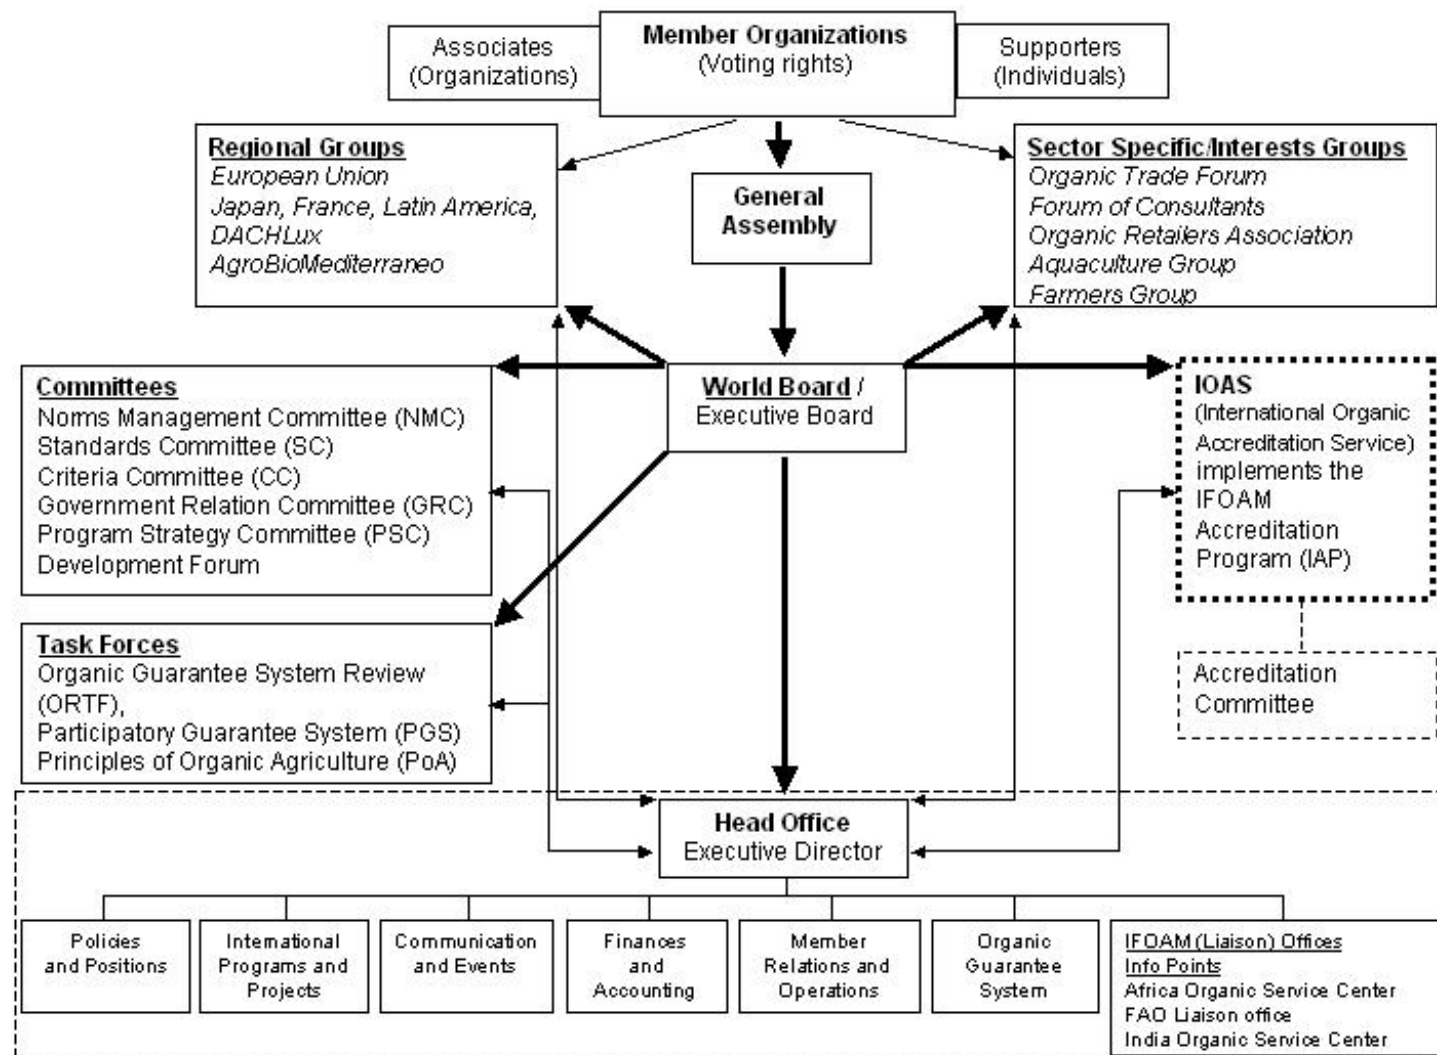 Associates
(Organizations)
Member Organizations
(Voting rights)
Supporters
(Individuals)
Regional Groups
European Union
Japan, France, Latin America,
DACHLux
AgroBioMediterraneo
General
Assembly
Sector Specific/Interests Groups
Organic Trade Forum
Forum of Consultants
Organic Retailers Association
Aquaculture Group
Farmers Group
Committees
Norms Management Committee (NMC)
Standards Committee (SC)
Criteria Committee (CC)
Government Relation Committee (GRC)
Program Strategy Committee (PSC)
Development Forum
World Board /
Executive Board
IOAS
(International Organic
Accreditation Service)
implements the
IFOAM
Accreditation
Program (IAP)
Task Forces
Organic Guarantee System Review
(ORTF),
Participatory Guarantee System (PGS)
Principles of Organic Agriculture (PoA)
Accreditation
Committee
Head Office
Executive Director
Policies
and Positions
International
Programs and
Projects
Communication
and Events
Finances
and
Accounting
Member
Relations and
Operations
Organic
Guarantee
System
IFOAM (Liaison) Offices
Info Points
Africa Organic Service Center
FAO Liaison office
India Organic Service Center